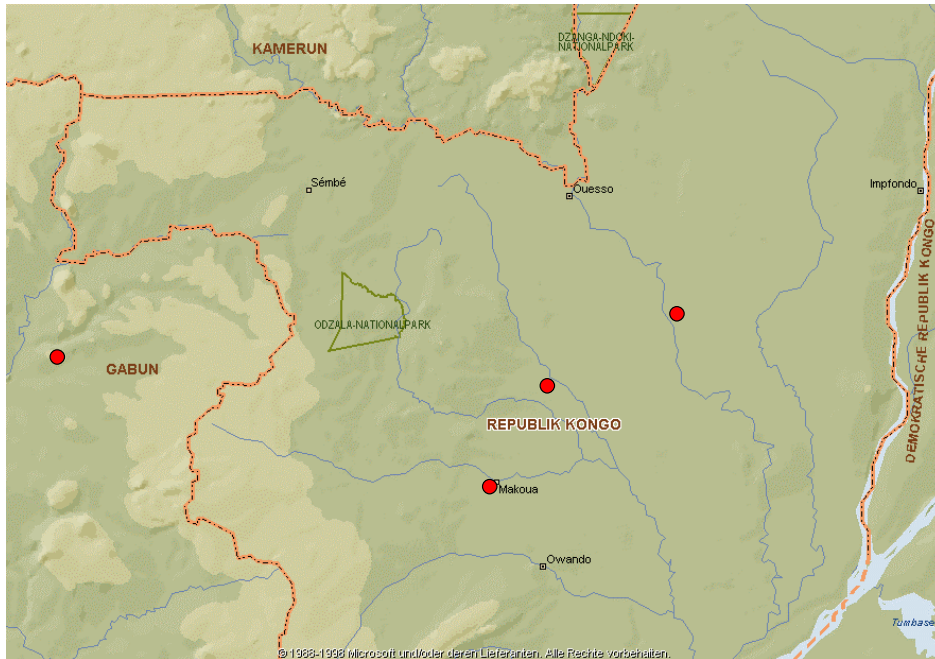 DZANGA-NDOKI-
NATIONALPARK
KAMERUN
Sémbé
Ouesso
Impfondo
DEMOKRATISCHE REPUBLIK KONGO
ODZALA-NATIONALPARK
GABUN
REPUBLIK KONGO
Makoua
Owando
Tumbase
© 1988-1998 Microsoft und/oder deren Lieferanten. Alle Rechte vorbehalten.